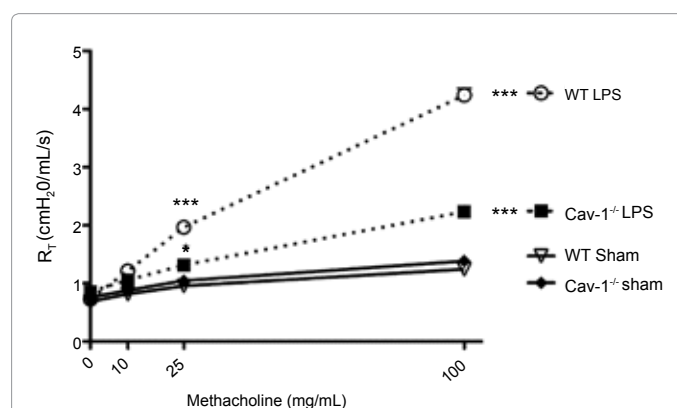 5
4
3
2
1
0
R_T (cmH_20/mL/s)
***
*
*** WT LPS
*** Cav-1^-/- LPS
WT Sham
Cav-1^-/- sham
0
10
25
100
Methacholine (mg/mL)